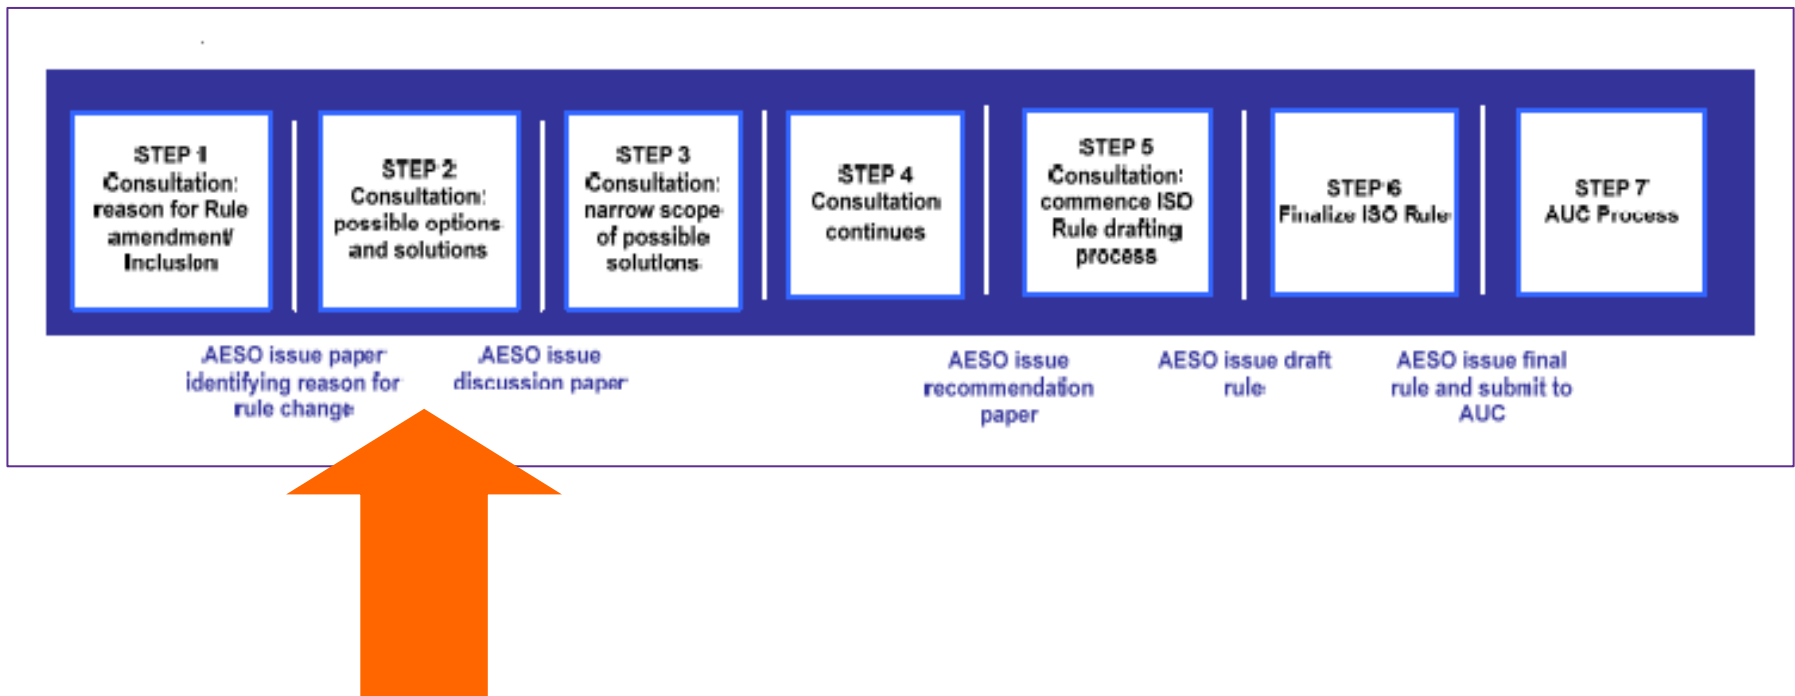 STEP 1
Consultation:
reason for Rule
amendment/
Inclusion
STEP 2
Consultation:
possible options
and solutions
STEP 3
Consultation:
narrow scope
of possible
solutions
STEP 4
Consultation
continues
STEP 5
Consultation:
commence ISO
Rule drafting
process
STEP 6
Finalize ISO Rule
STEP 7
AUC Process
AESO issue paper
identifying reason for
rule change
AESO issue
discussion paper
AESO issue
recommendation
paper
AESO issue draft
rule
AESO issue final
rule and submit to
AUC